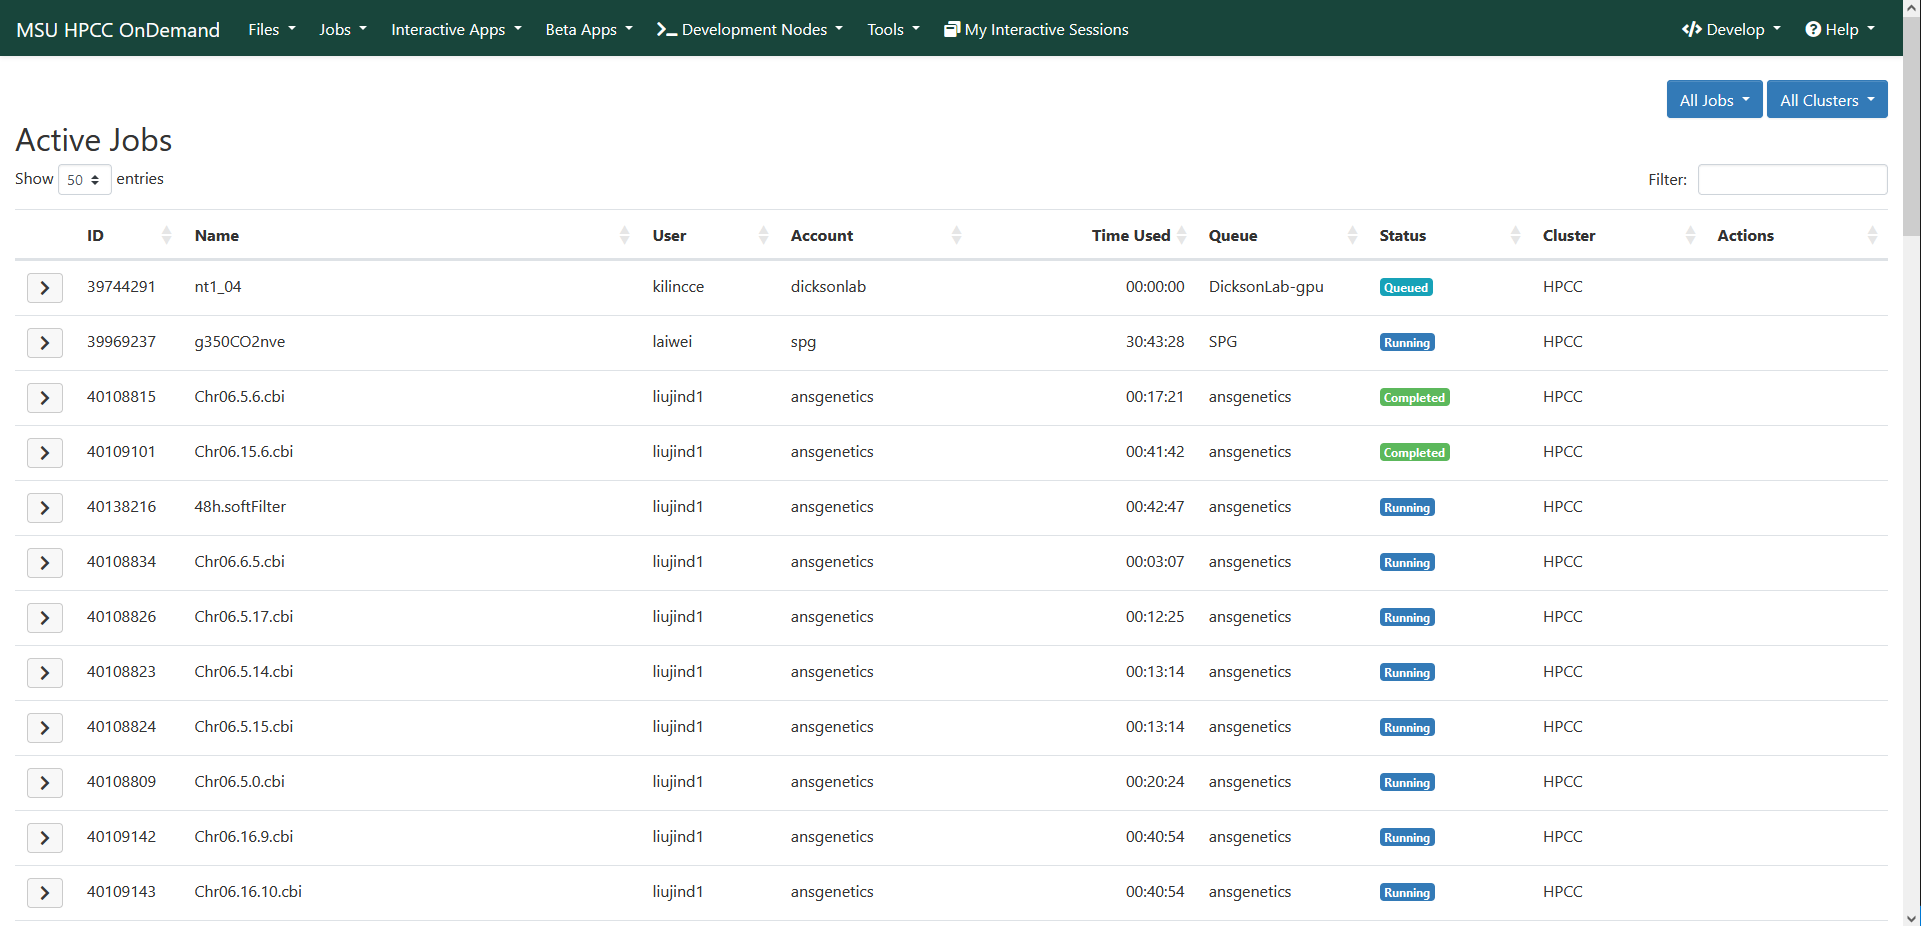 MSU HPCC OnDemand Files Jobs Interactive Apps Beta Apps Development Nodes Tools My Interactive Sessions Develop Help
All Jobs All Clusters
Active Jobs
Show 50 entries Filter:
ID Name User Account Time Used Queue Status Cluster Actions
39744291 nt1_04 kilincce dicksonlab 00:00:00 DicksonLab-gpu Queued HPCC
39969237 g350CO2nve laiwei spg 30:43:28 SPG Running HPCC
40108815 Chr06.5.6.cbi liujind1 ansgenetics 00:17:21 ansgenetics Completed HPCC
40109101 Chr06.15.6.cbi liujind1 ansgenetics 00:41:42 ansgenetics Completed HPCC
40138216 48h.softFilter liujind1 ansgenetics 00:42:47 ansgenetics Running HPCC
40108834 Chr06.6.5.cbi liujind1 ansgenetics 00:03:07 ansgenetics Running HPCC
40108826 Chr06.5.17.cbi liujind1 ansgenetics 00:12:25 ansgenetics Running HPCC
40108823 Chr06.5.14.cbi liujind1 ansgenetics 00:13:14 ansgenetics Running HPCC
40108824 Chr06.5.15.cbi liujind1 ansgenetics 00:13:14 ansgenetics Running HPCC
40108809 Chr06.5.0.cbi liujind1 ansgenetics 00:20:24 ansgenetics Running HPCC
40109142 Chr06.16.9.cbi liujind1 ansgenetics 00:40:54 ansgenetics Running HPCC
40109143 Chr06.16.10.cbi liujind1 ansgenetics 00:40:54 ansgenetics Running HPCC